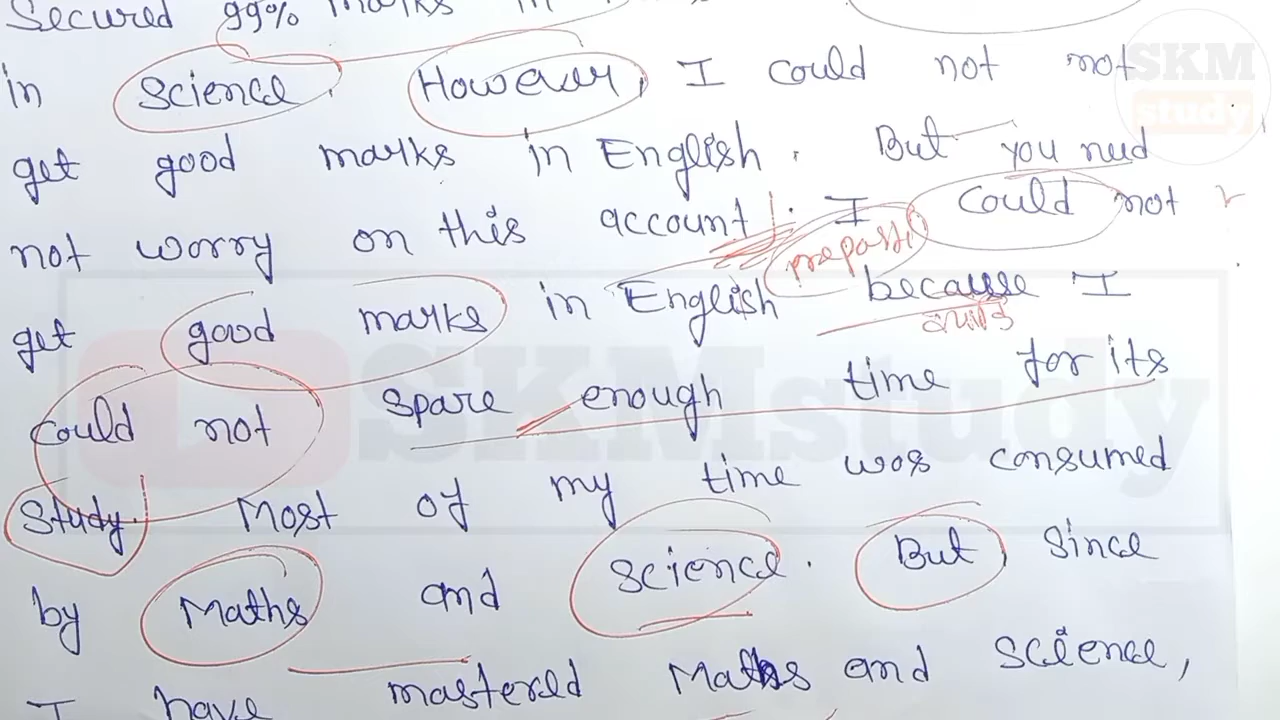 Secured 99% marks in
in Science. However, I could not not
get good marks in English. But you need
not worry on this account. I could not
get good marks in English because I
could not spare enough time for its
study. Most of my time was consumed
by Maths and Science. But, since
I have mastered Maths and Science,
SKM study
SKMstudy